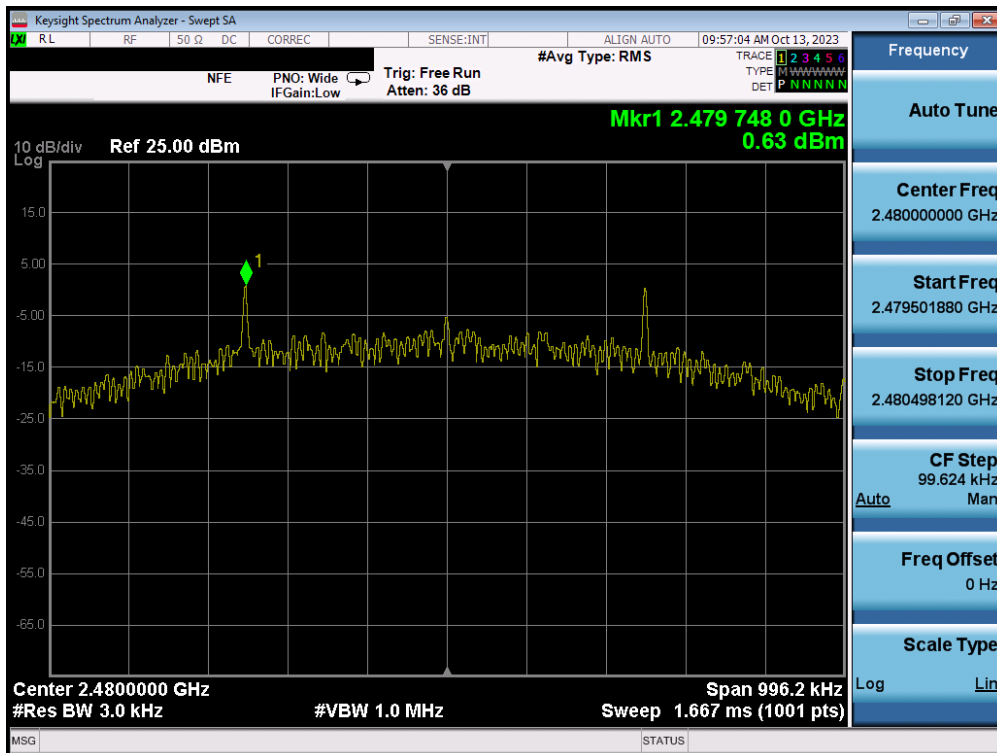 Keysight Spectrum Analyzer - Swept SA
LXI RL RF 50 Ω DC CORREC SENSE:INT ALIGN AUTO 09:57:04 AM Oct 13, 2023
NFE PNO: Wide Trig: Free Run #Avg Type: RMS TRACE 1 2 3 4 5 6
IFGain:Low Atten: 36 dB TYPE M WWWWW
DET P N N N N N
Mkr1 2.479 748 0 GHz
0.63 dBm
10 dB/div Ref 25.00 dBm
Log
15.0
5.00
1
-5.00
-15.0
-25.0
-35.0
-45.0
-55.0
-65.0
Center 2.4800000 GHz Span 996.2 kHz
#Res BW 3.0 kHz #VBW 1.0 MHz Sweep 1.667 ms (1001 pts)
MSG STATUS
Frequency
Auto Tune
Center Freq
2.480000000 GHz
Start Freq
2.479501880 GHz
Stop Freq
2.480498120 GHz
CF Step
99.624 kHz
Auto Man
Freq Offset
0 Hz
Scale Type
Log Lin